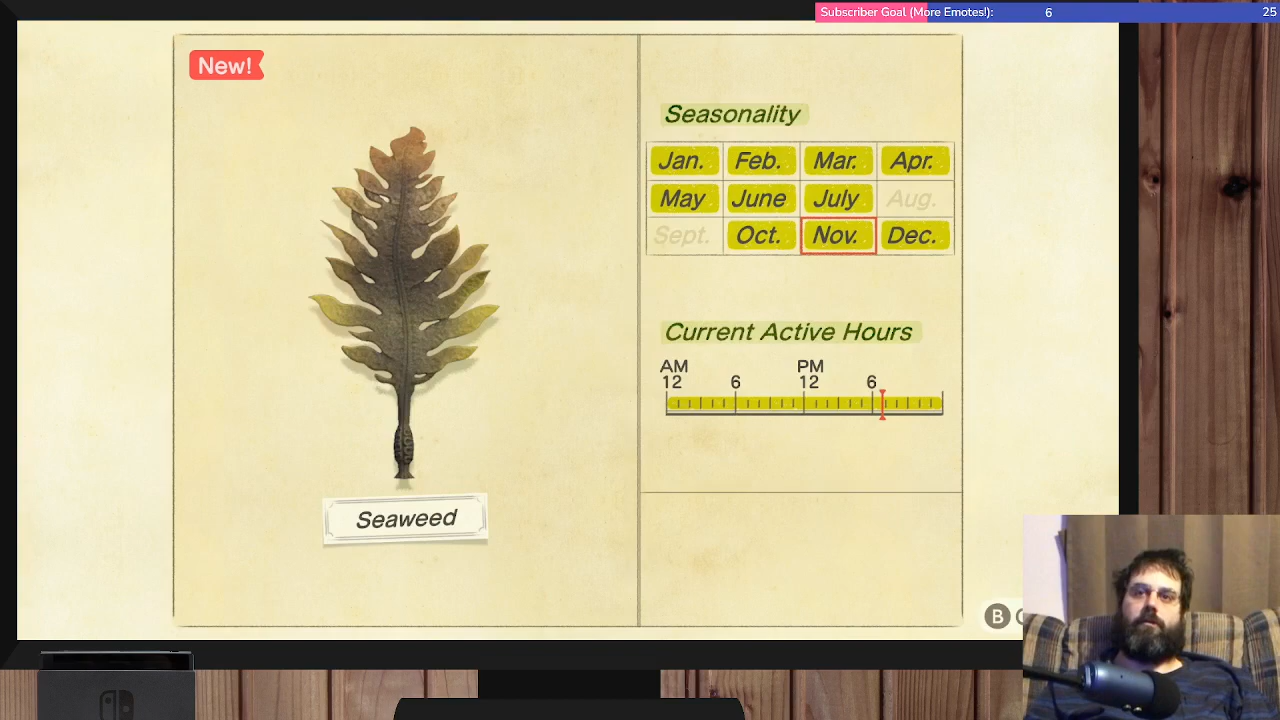 Subscriber Goal (More Emotes!): 6 25
New!
Seasonality
Jan. Feb. Mar. Apr.
May June July Aug.
Sept. Oct. Nov. Dec.
Current Active Hours
AM PM
12 6 12 6
Seaweed
B